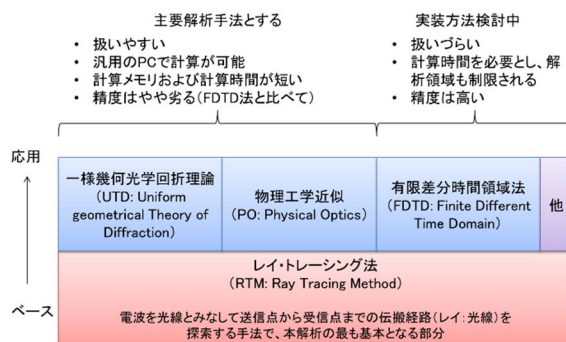 主要解析手法とする
• 扱いやすい
• 汎用のPCで計算が可能
• 計算メモリおよび計算時間が短い
• 精度はやや劣る(FDTD法と比べて)
実装方法検討中
• 扱いづらい
• 計算時間を必要とし、解
析領域も制限される
• 精度は高い
応用
一様幾何光学回折理論
(UTD: Uniform
geometrical Theory of
Diffraction)
物理工学近似
(PO: Physical Optics)
有限差分時間領域法
(FDTD: Finite Different
Time Domain)
他
ベース
レイ・トレーシング法
(RTM: Ray Tracing Method)
電波を光線とみなして送信点から受信点までの伝搬経路(レイ:光線)を
探索する手法で、本解析の最も基本となる部分